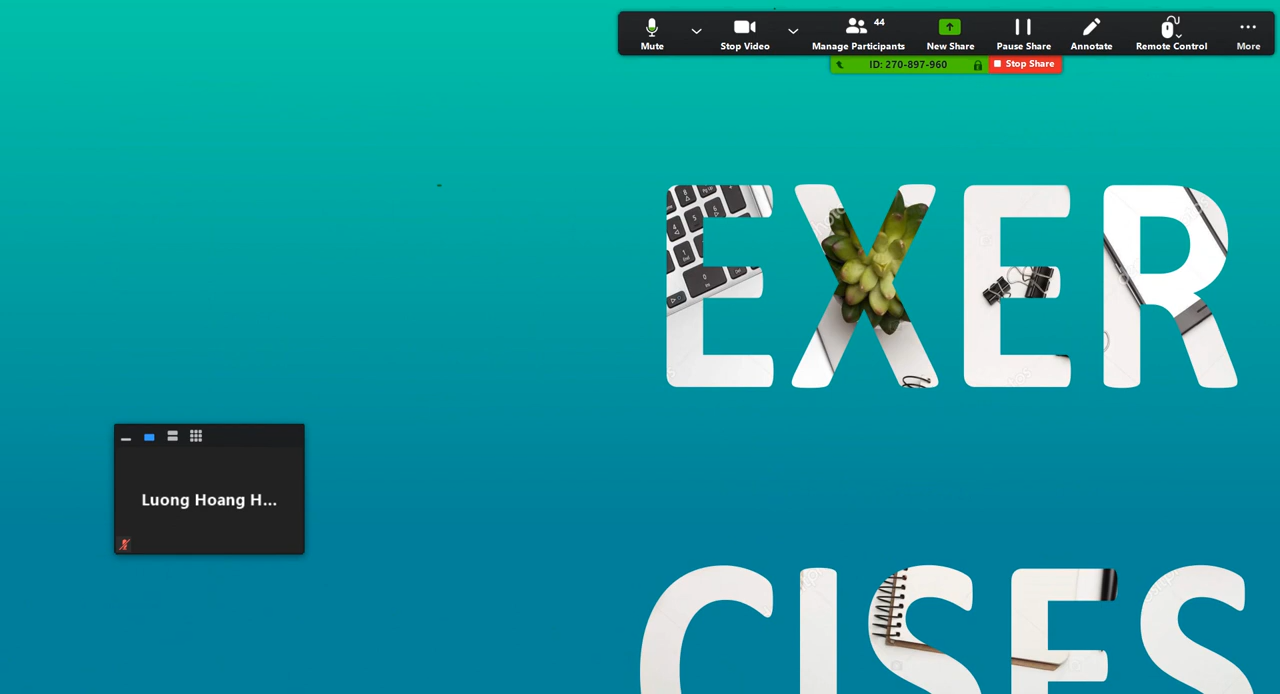 44
Mute
Stop Video
Manage Participants
New Share
Pause Share
Annotate
Remote Control
More
ID: 270-897-960
Stop Share
EXER
Luong Hoang H...
CISES